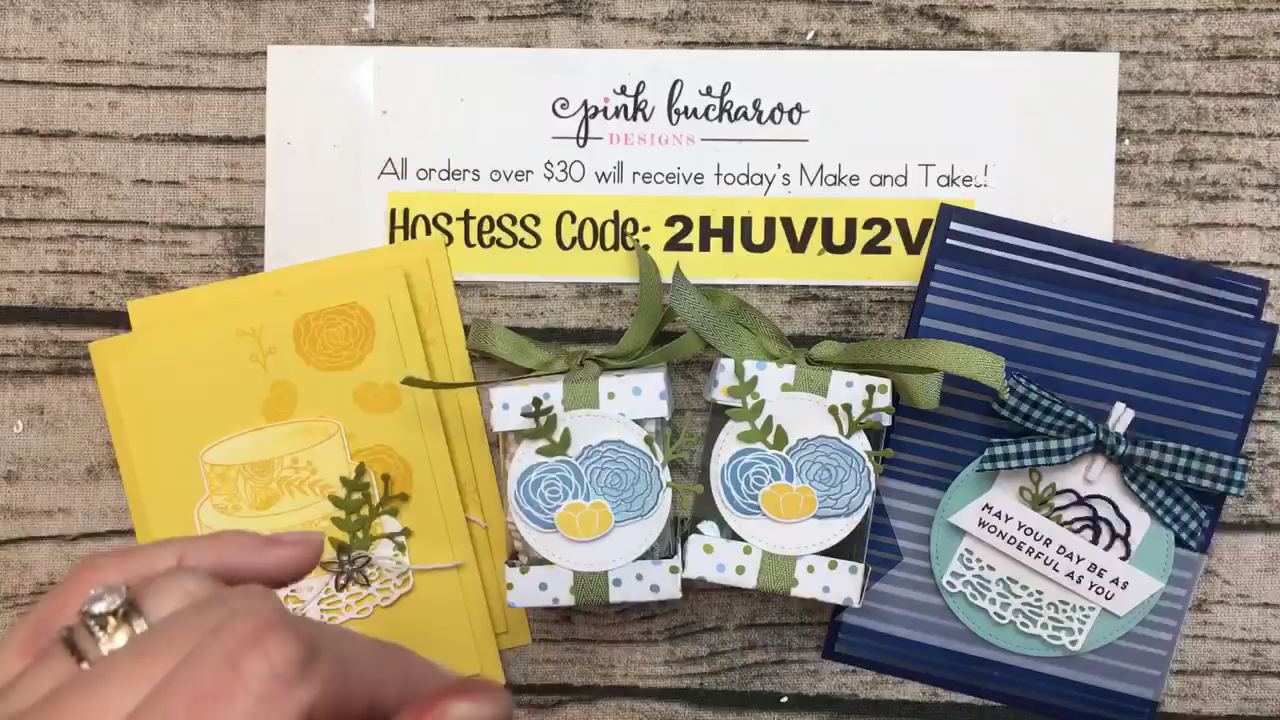 pink buckaroo
DESIGNS
All orders over $30 will receive today's Make and Takes!
Hostess Code: 2HUVU2V
MAY YOUR DAY BE AS
WONDERFUL AS YOU